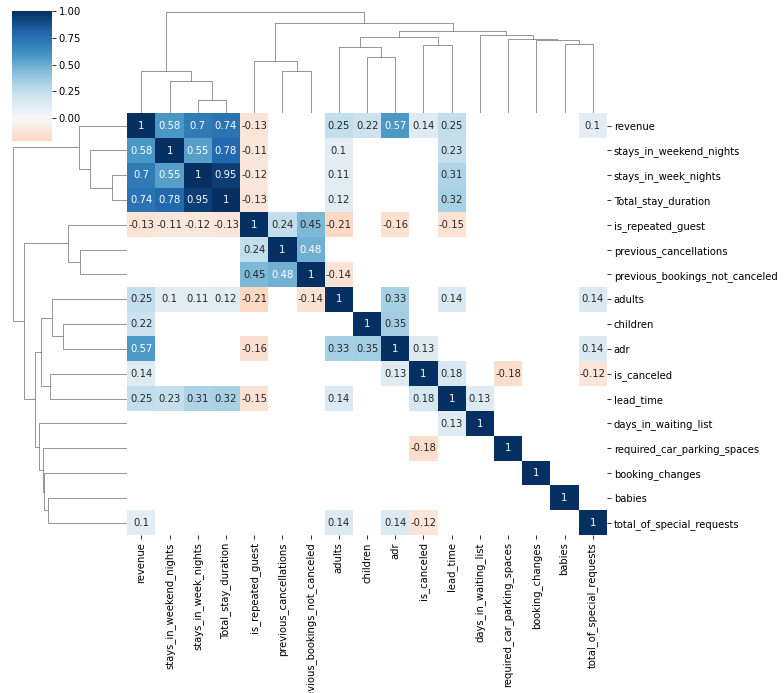 1.00
0.75
0.50
0.25
0.00
1 0.58 0.7 0.74 -0.13 0.25 0.22 0.57 0.14 0.25 0.1 revenue
0.58 1 0.55 0.78 -0.11 0.1 0.23 stays_in_weekend_nights
0.7 0.55 1 0.95 -0.12 0.11 0.31 stays_in_week_nights
0.74 0.78 0.95 1 -0.13 0.12 0.32 Total_stay_duration
-0.13 -0.11 -0.12 -0.13 1 0.24 0.45 -0.21 -0.16 -0.15 is_repeated_guest
0.24 1 0.48 previous_cancellations
0.45 0.48 1 -0.14 previous_bookings_not_canceled
0.25 0.1 0.11 0.12 -0.21 -0.14 1 0.33 0.14 0.14 adults
0.22 1 0.35 children
0.57 -0.16 0.33 0.35 1 0.13 0.14 adr
0.14 0.13 1 0.18 -0.18 -0.12 is_canceled
0.25 0.23 0.31 0.32 -0.15 0.14 0.18 1 0.13 lead_time
0.13 1 days_in_waiting_list
-0.18 1 required_car_parking_spaces
1 booking_changes
1 babies
0.1 0.14 0.14 -0.12 1 total_of_special_requests
revenue
stays_in_weekend_nights
stays_in_week_nights
Total_stay_duration
is_repeated_guest
previous_cancellations
evious_bookings_not_canceled
adults
children
adr
is_canceled
lead_time
days_in_waiting_list
required_car_parking_spaces
booking_changes
babies
total_of_special_requests